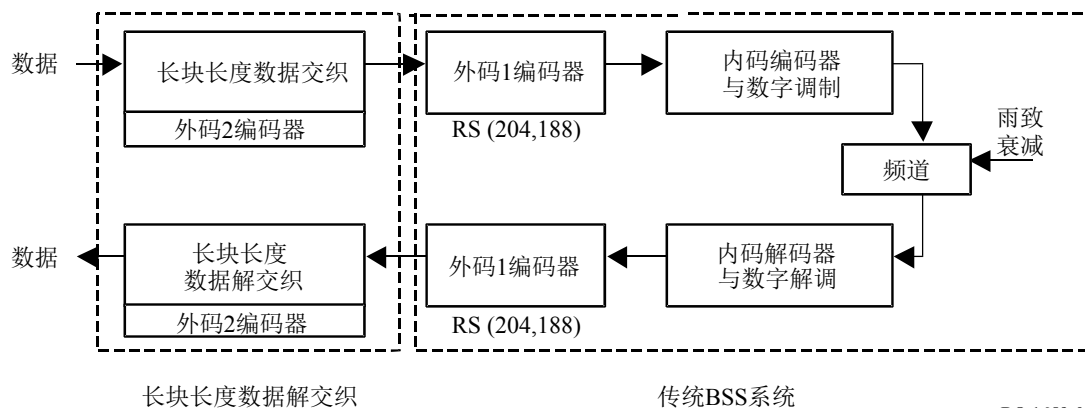 数据
长块长度数据交织
外码2编码器
外码1编码器
RS (204,188)
内码编码器
与数字调制
雨致
衰减
频道
数据
长块长度
数据解交织
外码2编码器
外码1编码器
RS (204,188)
内码解码器
与数字解调
长块长度数据解交织
传统BSS系统